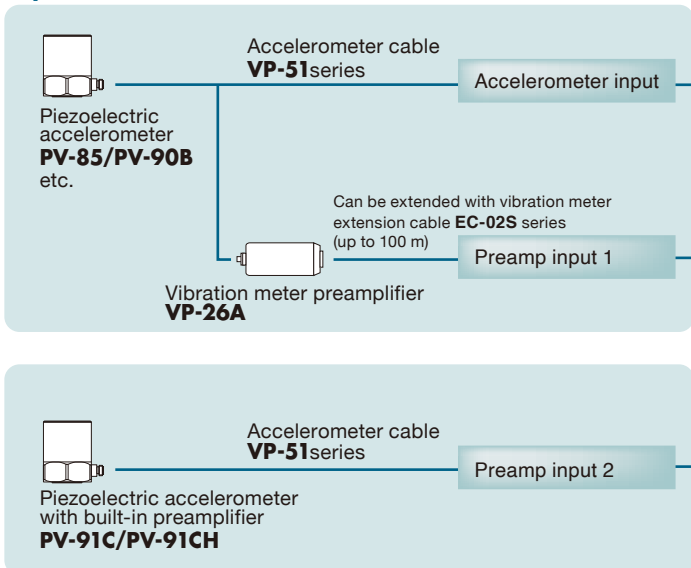 Accelerometer cable
VP-51series
Accelerometer input
Piezoelectric
accelerometer
PV-85/PV-90B
etc.
Can be extended with vibration meter
extension cable EC-02S series
(up to 100 m)
Preamp input 1
Vibration meter preamplifier
VP-26A
Accelerometer cable
VP-51series
Preamp input 2
Piezoelectric accelerometer
with built-in preamplifier
PV-91C/PV-91CH